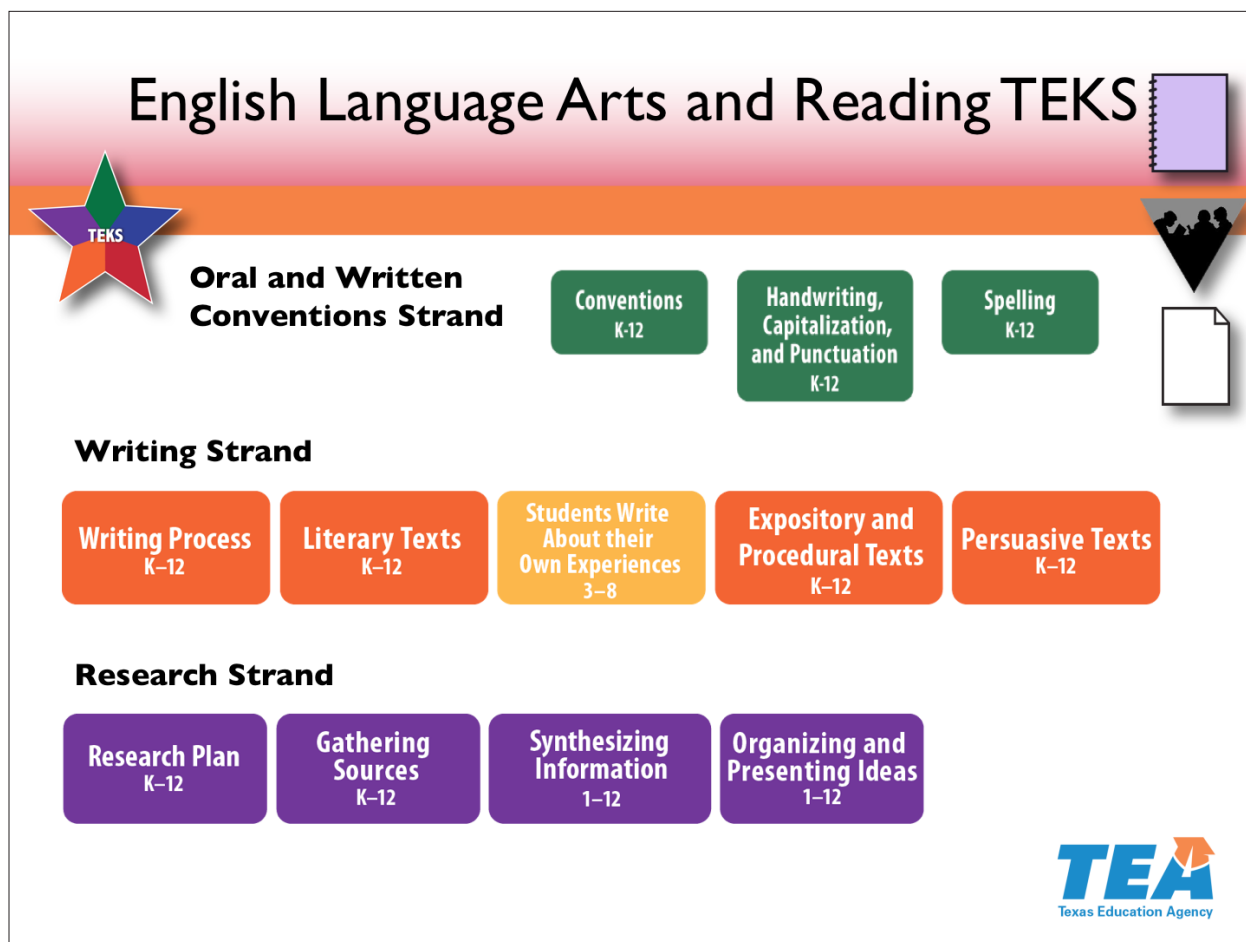 English Language Arts and Reading TEKS
TEKS
Oral and Written
Conventions Strand
Conventions
K-12
Handwriting,
Capitalization,
and Punctuation
K-12
Spelling
K-12
Writing Strand
Writing Process
K–12
Literary Texts
K–12
Students Write
About their
Own Experiences
3–8
Expository and
Procedural Texts
K–12
Persuasive Texts
K–12
Research Strand
Research Plan
K–12
Gathering
Sources
K–12
Synthesizing
Information
1–12
Organizing and
Presenting Ideas
1–12
TEA
Texas Education Agency